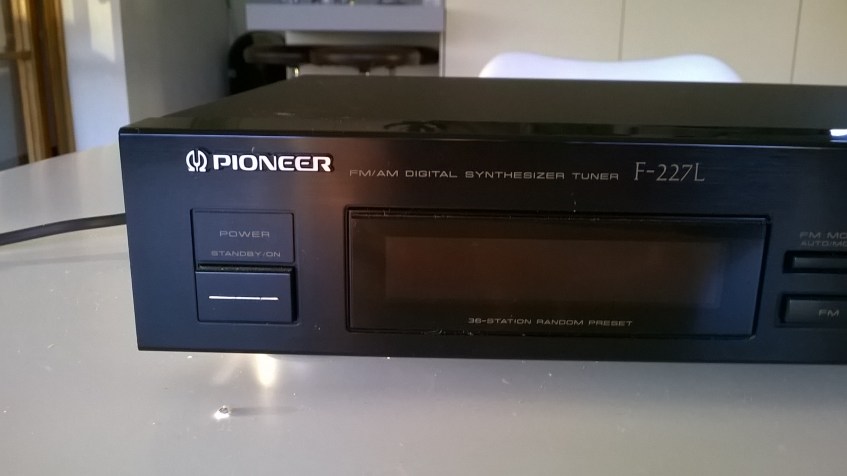 PIONEER
FM/AM DIGITAL SYNTHESIZER TUNER F-227L
POWER
STANDBY/ON
36-STATION RANDOM PRESET
FM